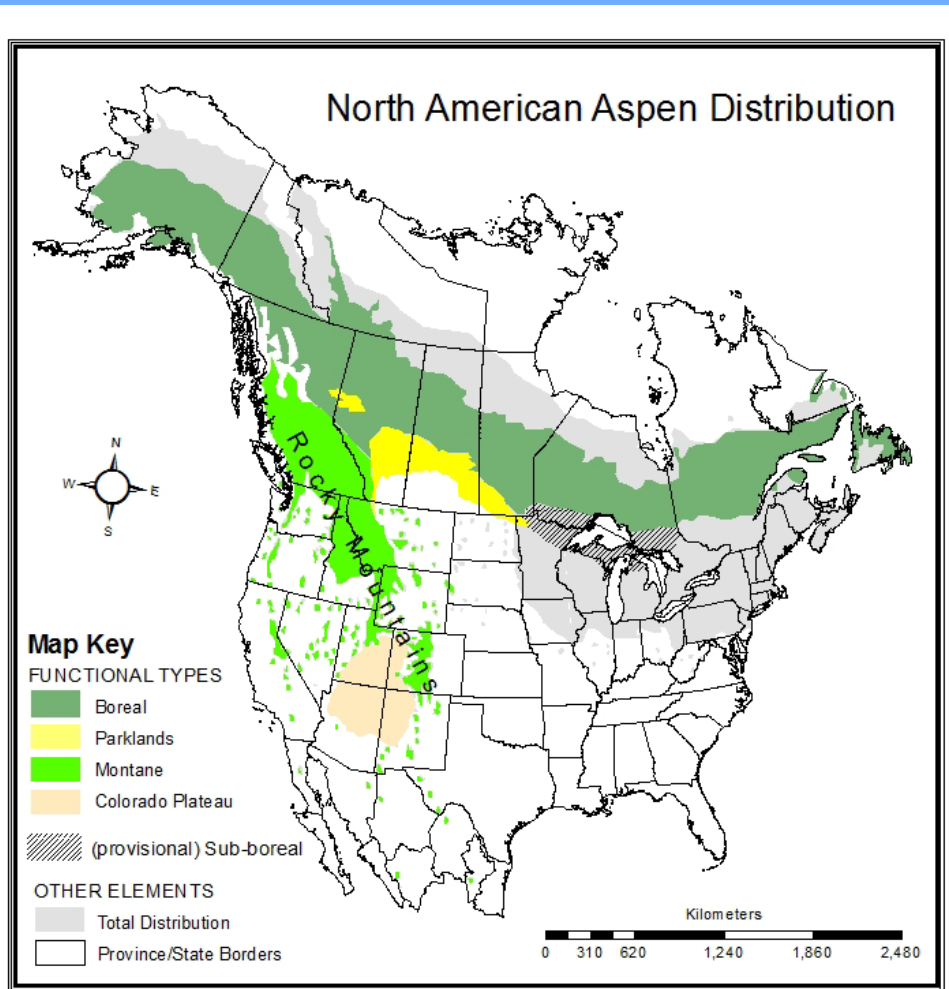 North American Aspen Distribution
N
W
E
S
Rocky Mountains
Map Key
FUNCTIONAL TYPES
Boreal
Parklands
Montane
Colorado Plateau
(provisional) Sub-boreal
OTHER ELEMENTS
Total Distribution
Province/State Borders
Kilometers
0 310 620 1,240 1,860 2,480